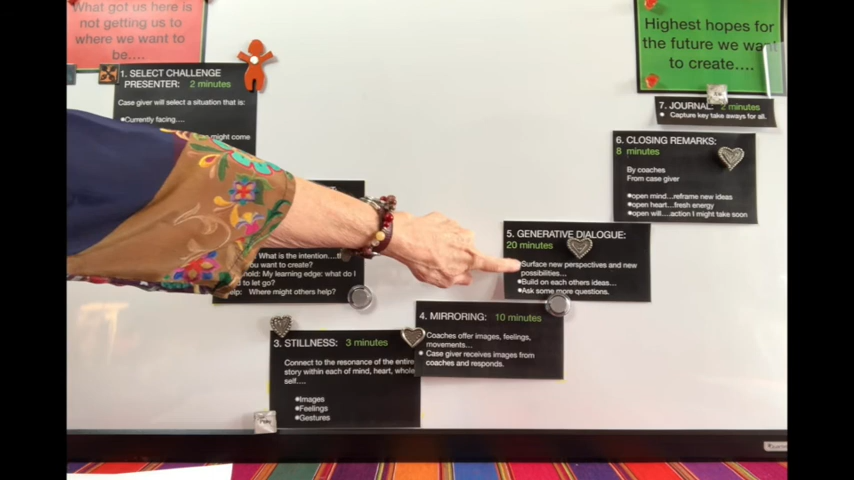 What got us here is
not getting us to
where we want to
be....
1. SELECT CHALLENGE
PRESENTER: 2 minutes
Case giver will select a situation that is:
●Currently facing....
might come
What is the intention....
you want to create?
hold: My learning edge: what do I
to let go?
Help: Where might others help?
3. STILLNESS: 3 minutes
Connect to the resonance of the entire
story within each of mind, heart, whole
self....
●Images
●Feelings
●Gestures
4. MIRRORING: 10 minutes
Coaches offer images, feelings,
movements...
● Case giver receives images from
coaches and responds.
5. GENERATIVE DIALOGUE:
20 minutes
Surface new perspectives and new
possibilities...
●Build on each others ideas...
●Ask some more questions.
6. CLOSING REMARKS:
8 minutes
By coaches
From case giver
●open mind...reframe new ideas
●open heart...fresh energy
●open will....action I might take soon
7. JOURNAL: 2 minutes
● Capture key take aways for all.
Highest hopes for
the future we want
to create....